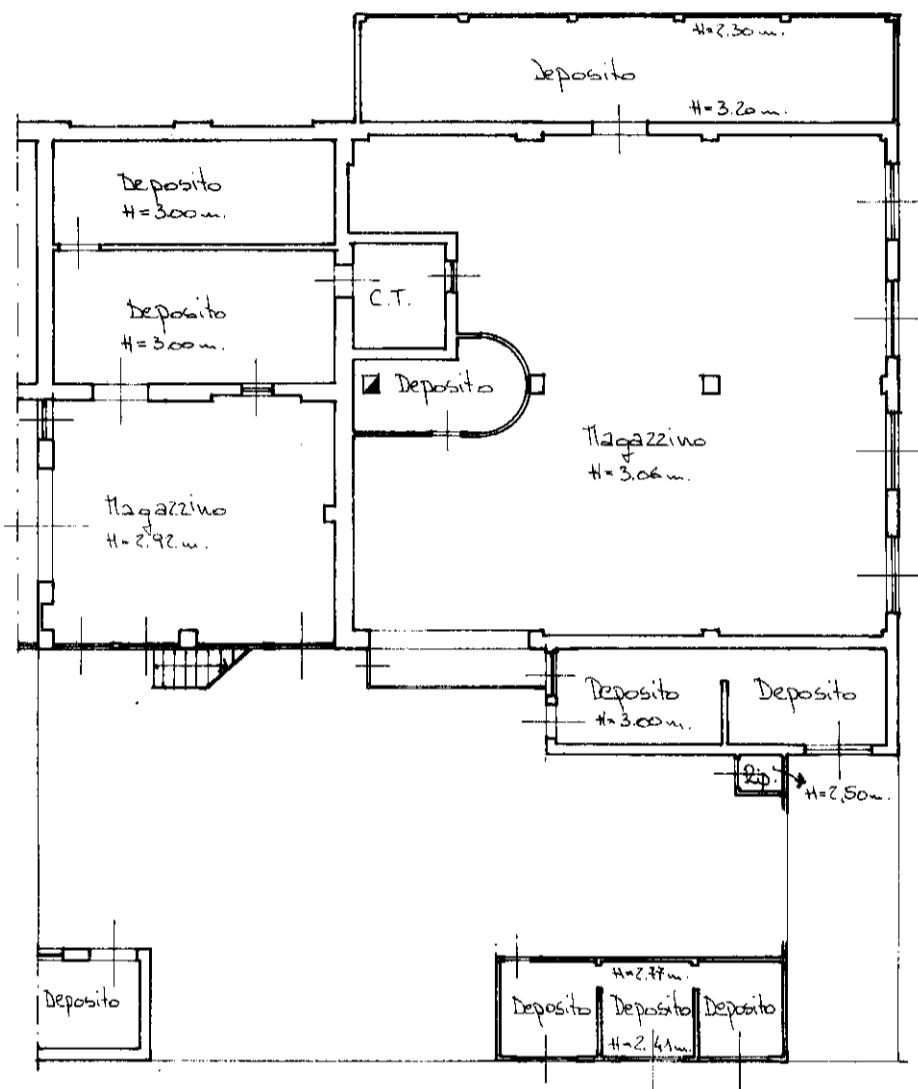 H=2.30 m.
Deposito
H=3.20 m.
Deposito
H=3.00 m.
Deposito
H=3.00 m.
C.T.
Deposito
Magazzino
H=3.06 m.
Magazzino
H=2.92 m.
Deposito
H=3.00 m.
Deposito
Rip.
H=2,50 m.
Deposito
H=2.77 m.
Deposito
Deposito
Deposito
H=2.41 m.